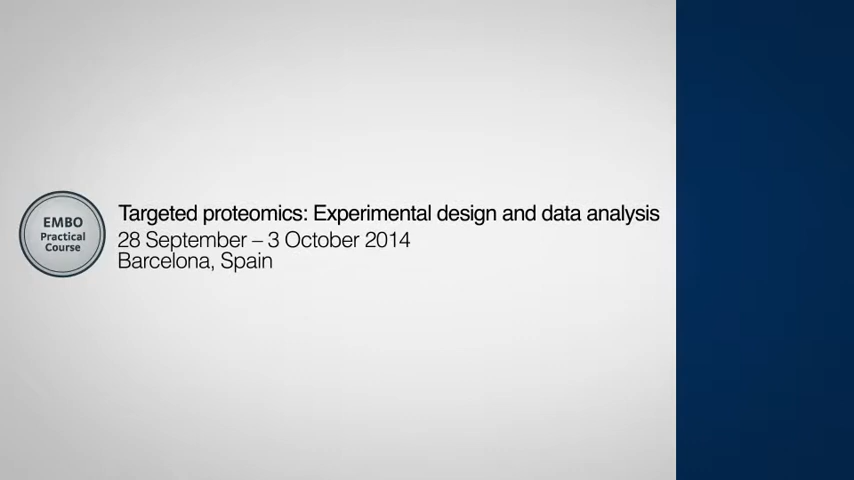 EMBO
Practical
Course
Targeted proteomics: Experimental design and data analysis
28 September – 3 October 2014
Barcelona, Spain